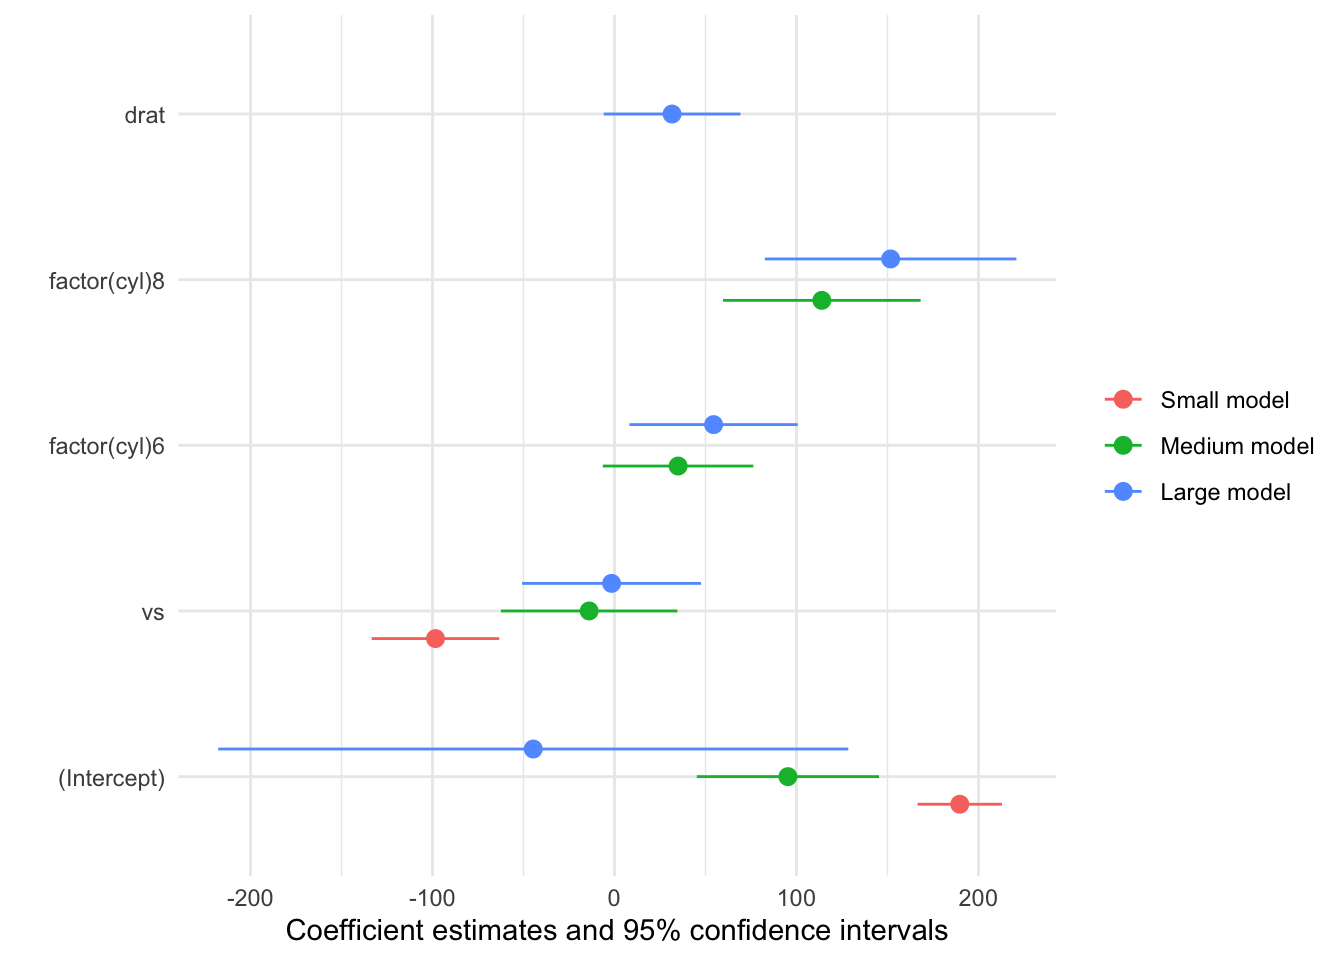 drat
factor(cyl)8
factor(cyl)6
vs
(Intercept)
-200 -100 0 100 200
Coefficient estimates and 95% confidence intervals
Small model
Medium model
Large model